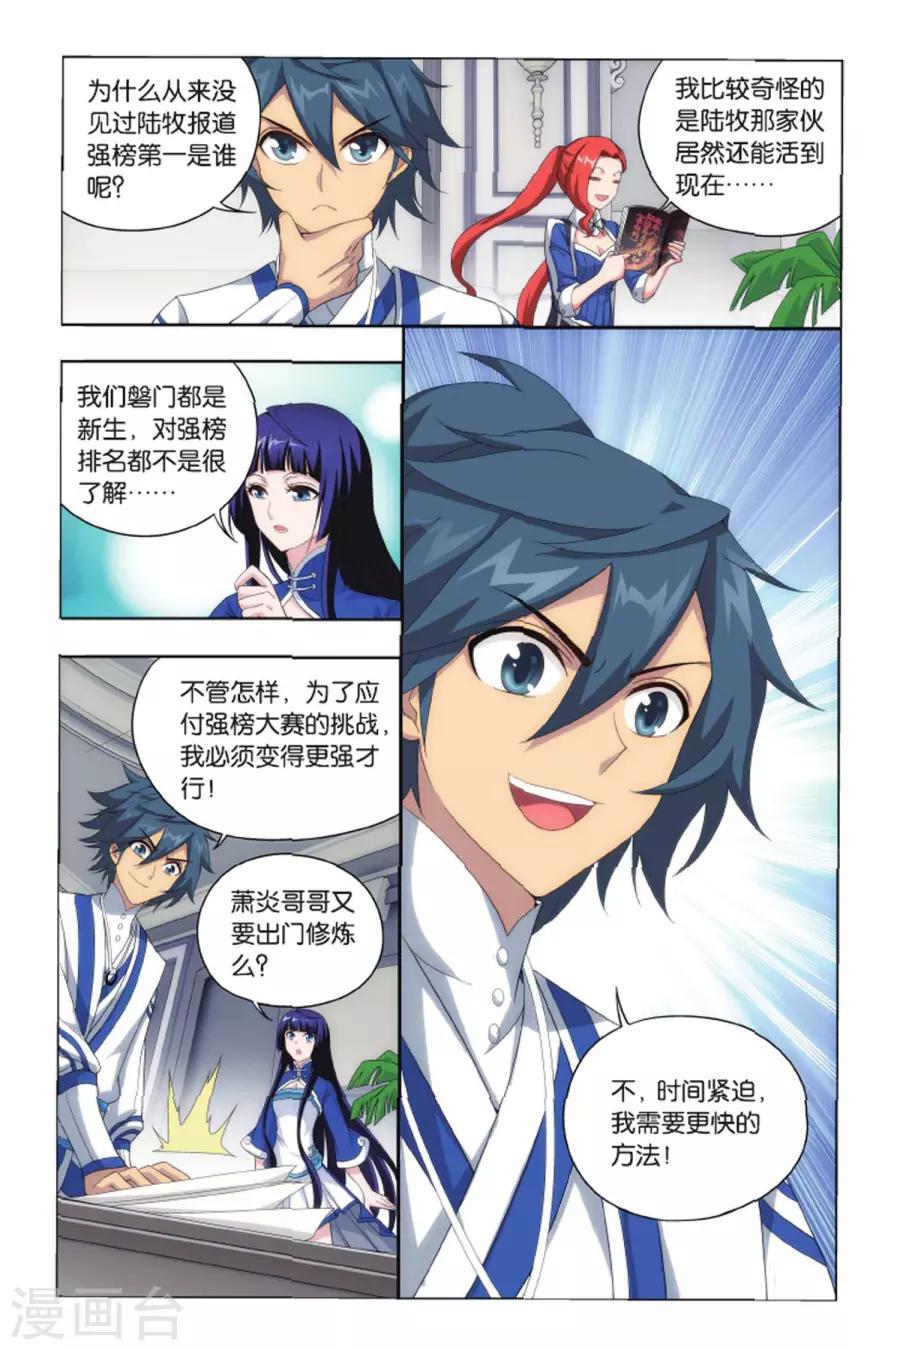 为什么从来没
见过陆牧报道
强榜第一是谁
呢？
我比较奇怪的
是陆牧那家伙
居然还能活到
现在……
我们磐门都是
新生，对强榜
排名都不是很
了解……
不管怎样，为了应
付强榜大赛的挑战，
我必须变得更强才
行！
萧炎哥哥又
要出门修炼
么？
不，时间紧迫，
我需要更快的
方法！
漫画台